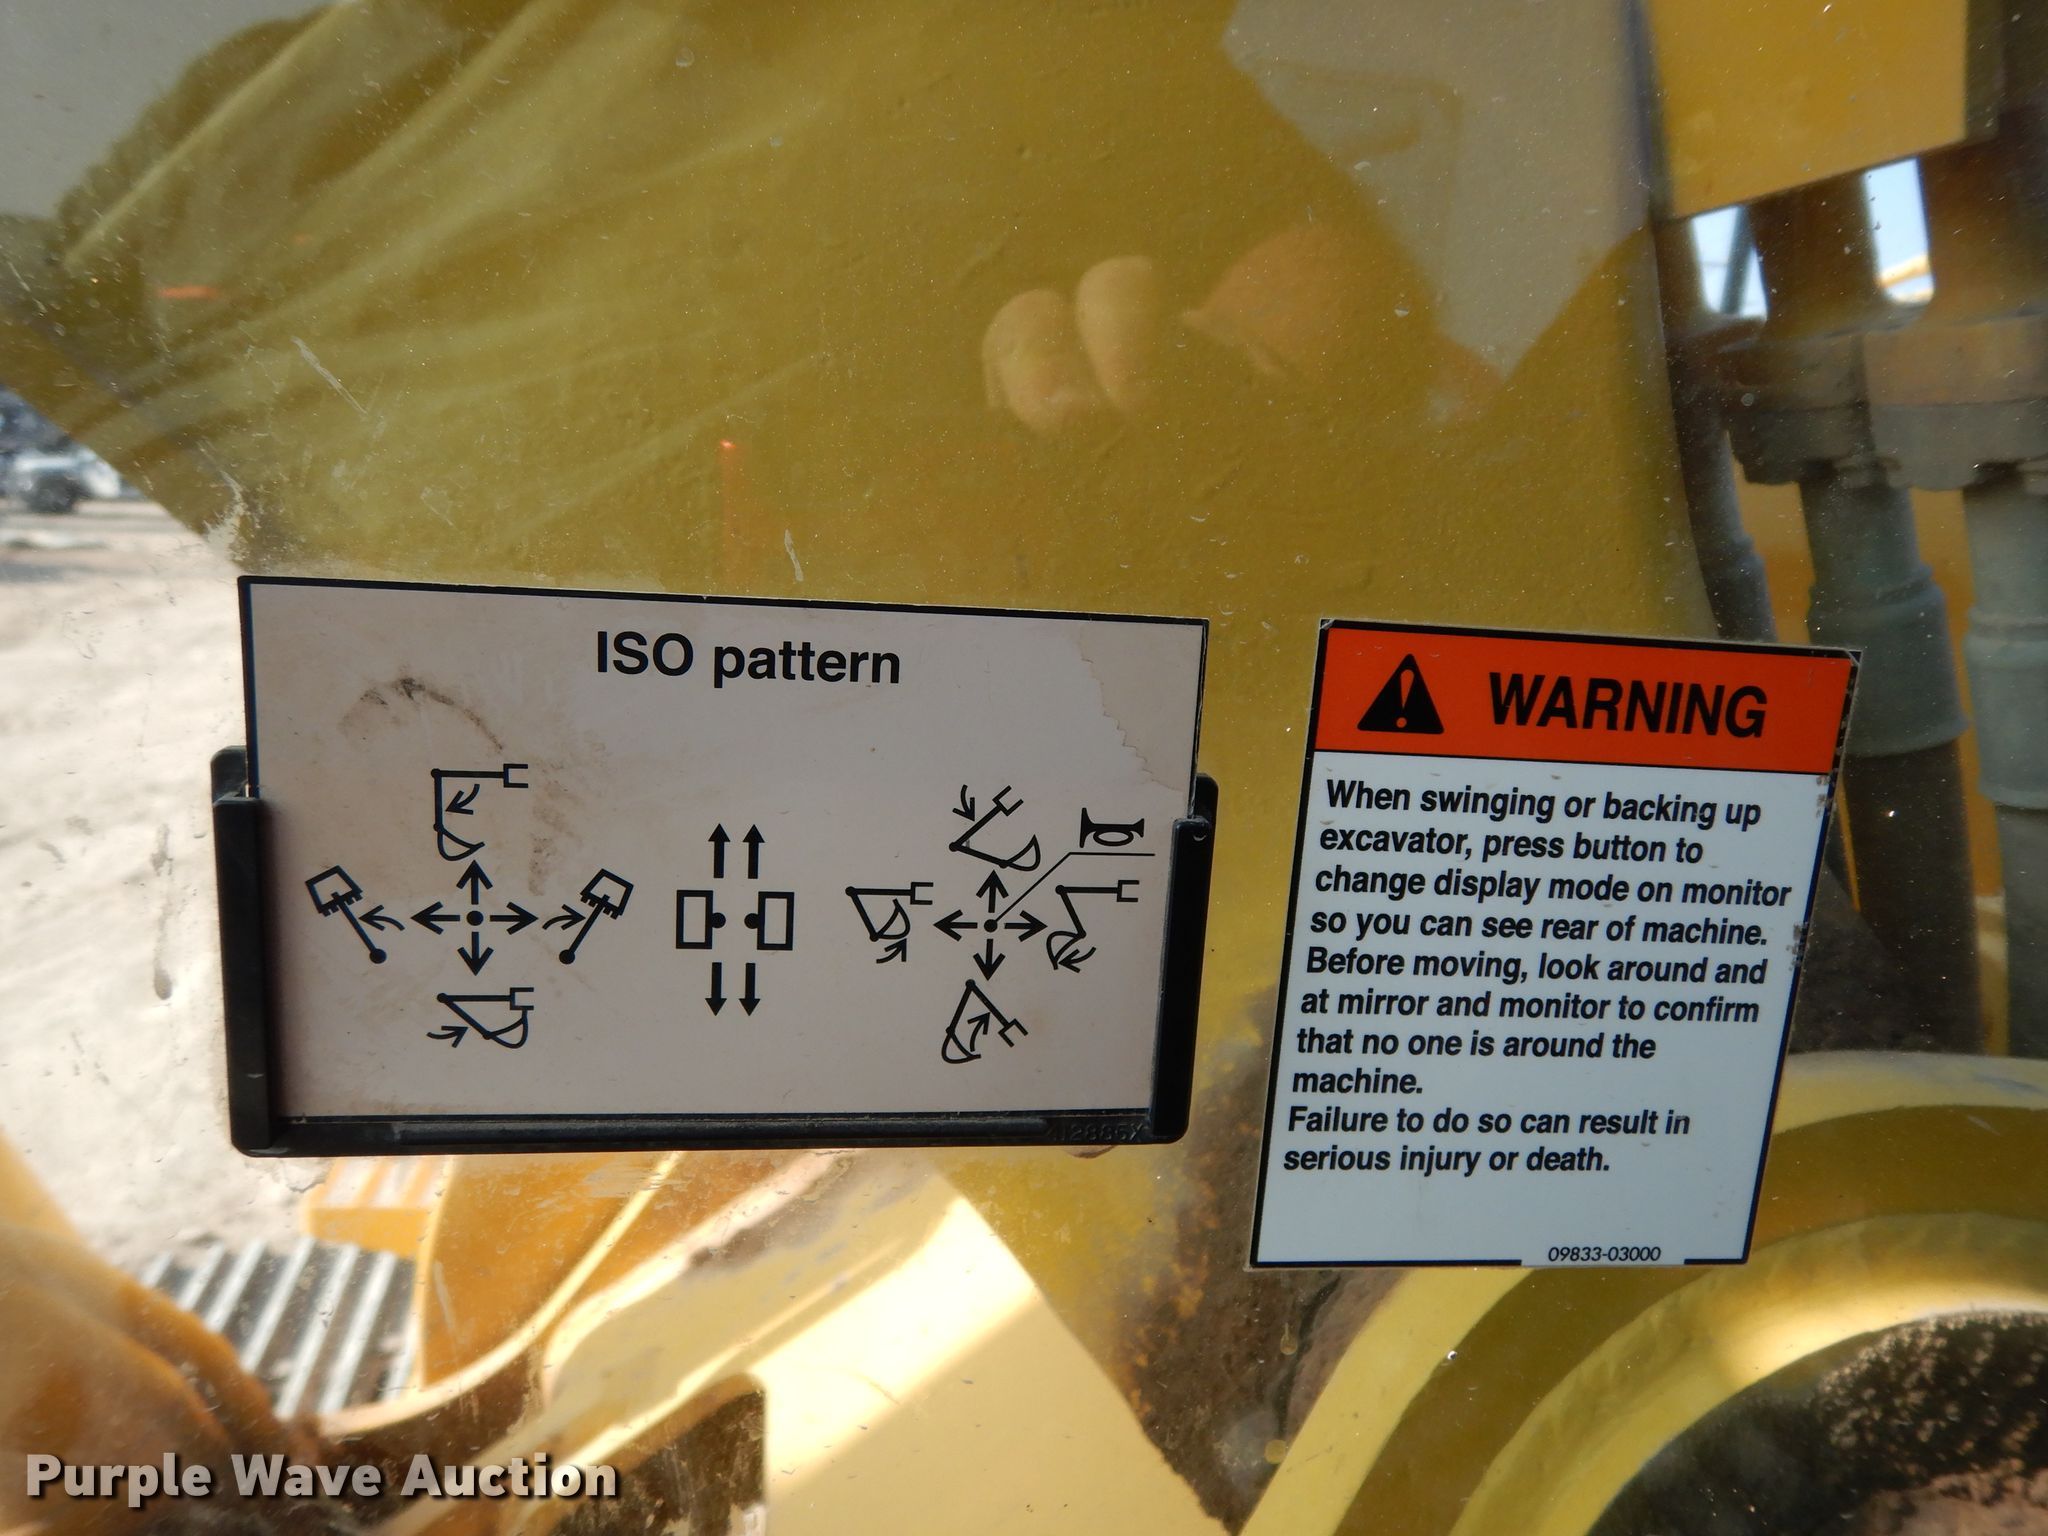 ISO pattern
WARNING
When swinging or backing up
excavator, press button to
change display mode on monitor
so you can see rear of machine.
Before moving, look around and
at mirror and monitor to confirm
that no one is around the
machine.
Failure to do so can result in
serious injury or death.
09833-03000
Purple Wave Auction